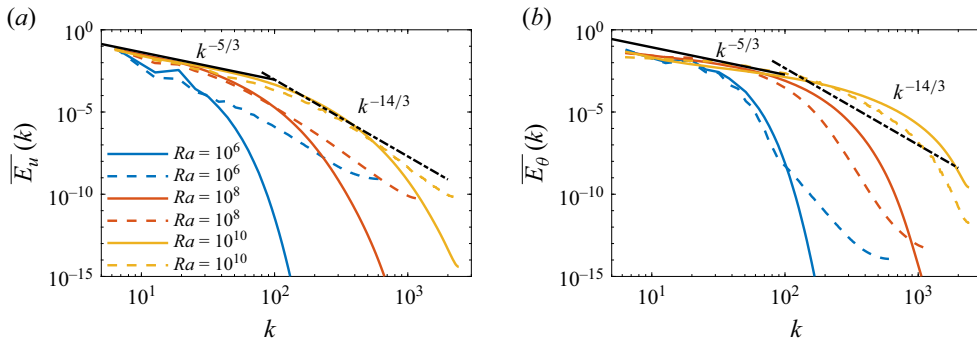 (a)
10^0
10^{-5}
10^{-10}
10^{-15}
\overline{E_u}(k)
k^{-5/3}
k^{-14/3}
Ra = 10^6
Ra = 10^6
Ra = 10^8
Ra = 10^8
Ra = 10^{10}
Ra = 10^{10}
10^1
10^2
10^3
k
(b)
10^0
10^{-5}
10^{-10}
10^{-15}
\overline{E_θ}(k)
k^{-5/3}
k^{-14/3}
10^1
10^2
10^3
k